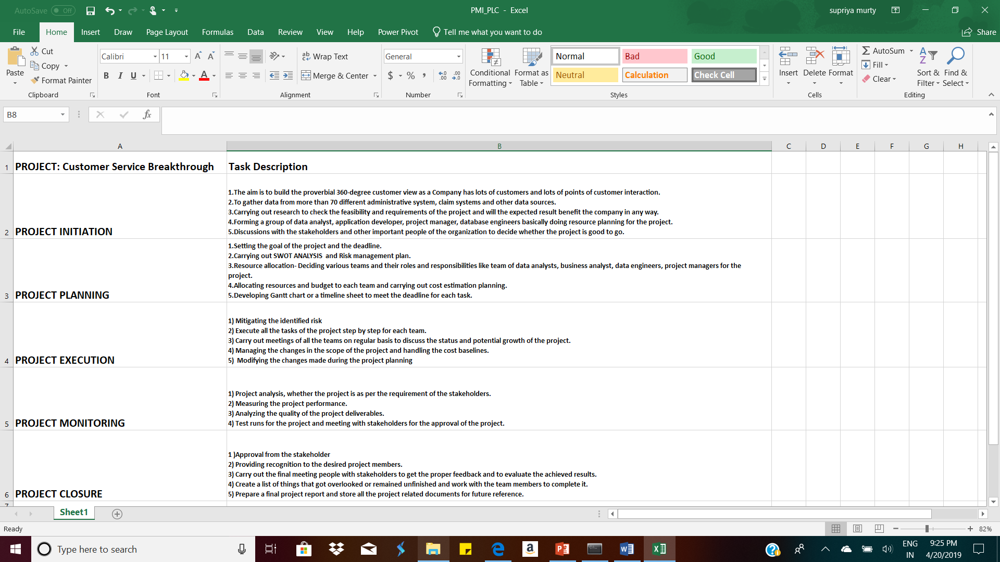 AutoSave Off
PMI_PLC - Excel
supriya murty
File Home Insert Draw Page Layout Formulas Data Review View Help Power Pivot Tell me what you want to do
Share
Paste
Cut
Copy
Format Painter
Clipboard
Calibri 11
B I U
Font
Wrap Text
Merge & Center
Alignment
General
$ % ,
Number
Conditional Formatting
Format as Table
Normal Bad Good
Neutral Calculation Check Cell
Styles
Insert Delete Format
Cells
AutoSum
Fill
Clear
Sort & Filter
Find & Select
Editing
B8
fx
A B C D E F G H
1 PROJECT: Customer Service Breakthrough Task Description
1.The aim is to build the proverbial 360-degree customer view as a Company has lots of customers and lots of points of customer interaction.
2.To gather data from more than 70 different administrative system, claim systems and other data sources.
3.Carrying out research to check the feasibility and requirements of the project and will the expected result benefit the company in any way.
4.Forming a group of data analyst, application developer, project manager, database engineers basically doing resource planning for the project.
2 PROJECT INITIATION 5.Discussions with the stakeholders and other important people of the organization to decide whether the project is good to go.
1.Setting the goal of the project and the deadline.
2.Carrying out SWOT ANALYSIS  and Risk management plan.
3.Resource allocation- Deciding various teams and their roles and responsibilities like team of data analysts, business analyst, data engineers, project managers for the
project.
4.Allocating resources and budget to each team and carrying out cost estimation planning.
3 PROJECT PLANNING 5.Developing Gantt chart or a timeline sheet to meet the deadline for each task.
1) Mitigating the identified risk
2) Execute all the tasks of the project step by step for each team.
3) Carry out meetings of all the teams on regular basis to discuss the status and potential growth of the project.
4) Managing the changes in the scope of the project and handling the cost baselines.
4 PROJECT EXECUTION 5)  Modifying the changes made during the project planning
1) Project analysis, whether the project is as per the requirement of the stakeholders.
2) Measuring the project performance.
3) Analyzing the quality of the project deliverables.
5 PROJECT MONITORING 4) Test runs for the project and meeting with stakeholders for the approval of the project.
1 )Approval from the stakeholder
2) Providing recognition to the desired project members.
3) Carry out the final meeting people with stakeholders to get the proper feedback and to evaluate the achieved results.
4) Create a list of things that got overlooked or remained unfinished and work with the team members to complete it.
6 PROJECT CLOSURE 5) Prepare a final project report and store all the project related documents for future reference.
7
Sheet1
Ready
82%
Type here to search
ENG
IN
9:25 PM
4/20/2019